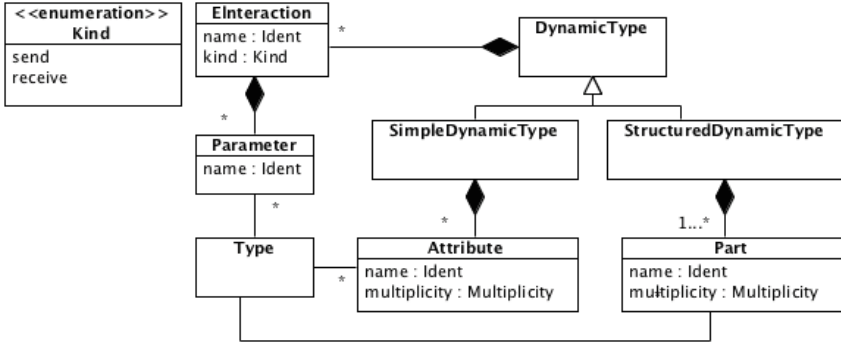 <<enumeration>>
Kind
send
receive
EInteraction
name : Ident
kind : Kind
*
DynamicType
*
Parameter
name : Ident
SimpleDynamicType
StructuredDynamicType
*
*
1...*
Type
*
Attribute
name : Ident
multiplicity : Multiplicity
Part
name : Ident
multiplicity : Multiplicity